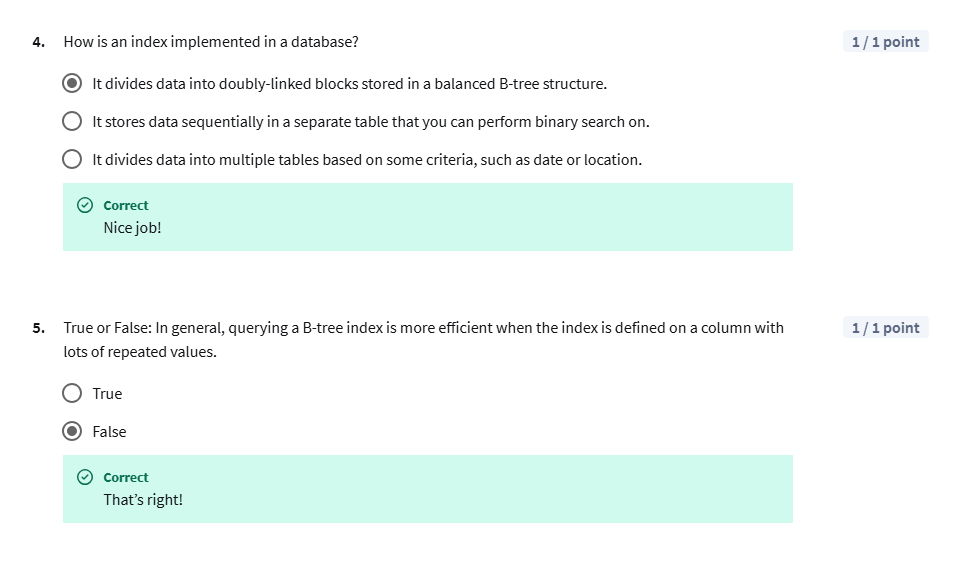 4. How is an index implemented in a database?
1 / 1 point
It divides data into doubly-linked blocks stored in a balanced B-tree structure.
It stores data sequentially in a separate table that you can perform binary search on.
It divides data into multiple tables based on some criteria, such as date or location.
Correct
Nice job!
5. True or False: In general, querying a B-tree index is more efficient when the index is defined on a column with
lots of repeated values.
1 / 1 point
True
False
Correct
That’s right!